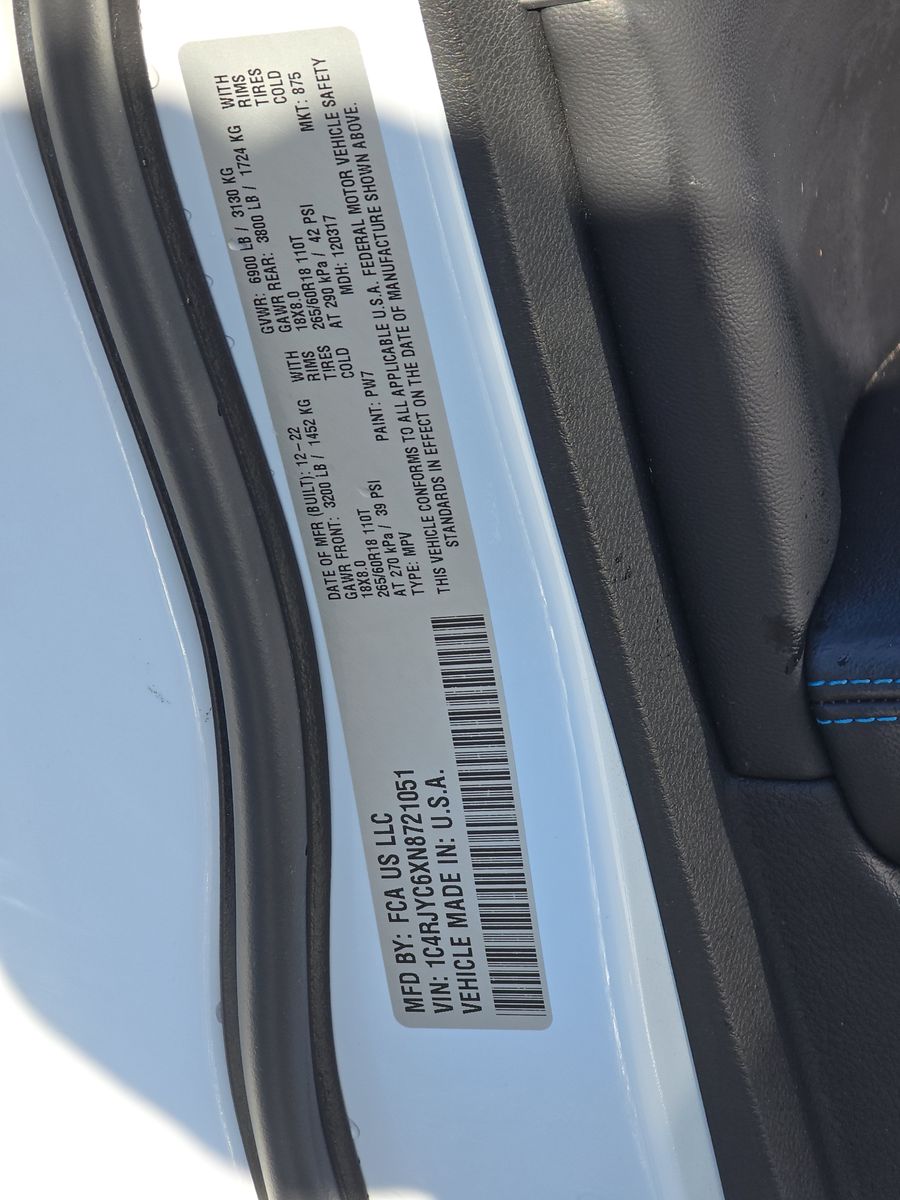 MFD BY: FCA US LLC
VIN: 1C4RJYC6XN8721051
VEHICLE MADE IN: U.S.A.
DATE OF MFR (BUILT): 12-22
GAWR FRONT: 3200 LB / 1452 KG WITH
18X8.0 RIMS
265/60R18 110T TIRES
AT 270 kPa / 39 PSI COLD
GVWR: 6900 LB / 3130 KG
GAWR REAR: 3800 LB / 1724 KG WITH
18X8.0 RIMS
265/60R18 110T TIRES
AT 290 kPa / 42 PSI COLD
TYPE: MPV PAINT: PW7 MDH: 120317 MKT: 875
THIS VEHICLE CONFORMS TO ALL APPLICABLE U.S.A. FEDERAL MOTOR VEHICLE SAFETY
STANDARDS IN EFFECT ON THE DATE OF MANUFACTURE SHOWN ABOVE.